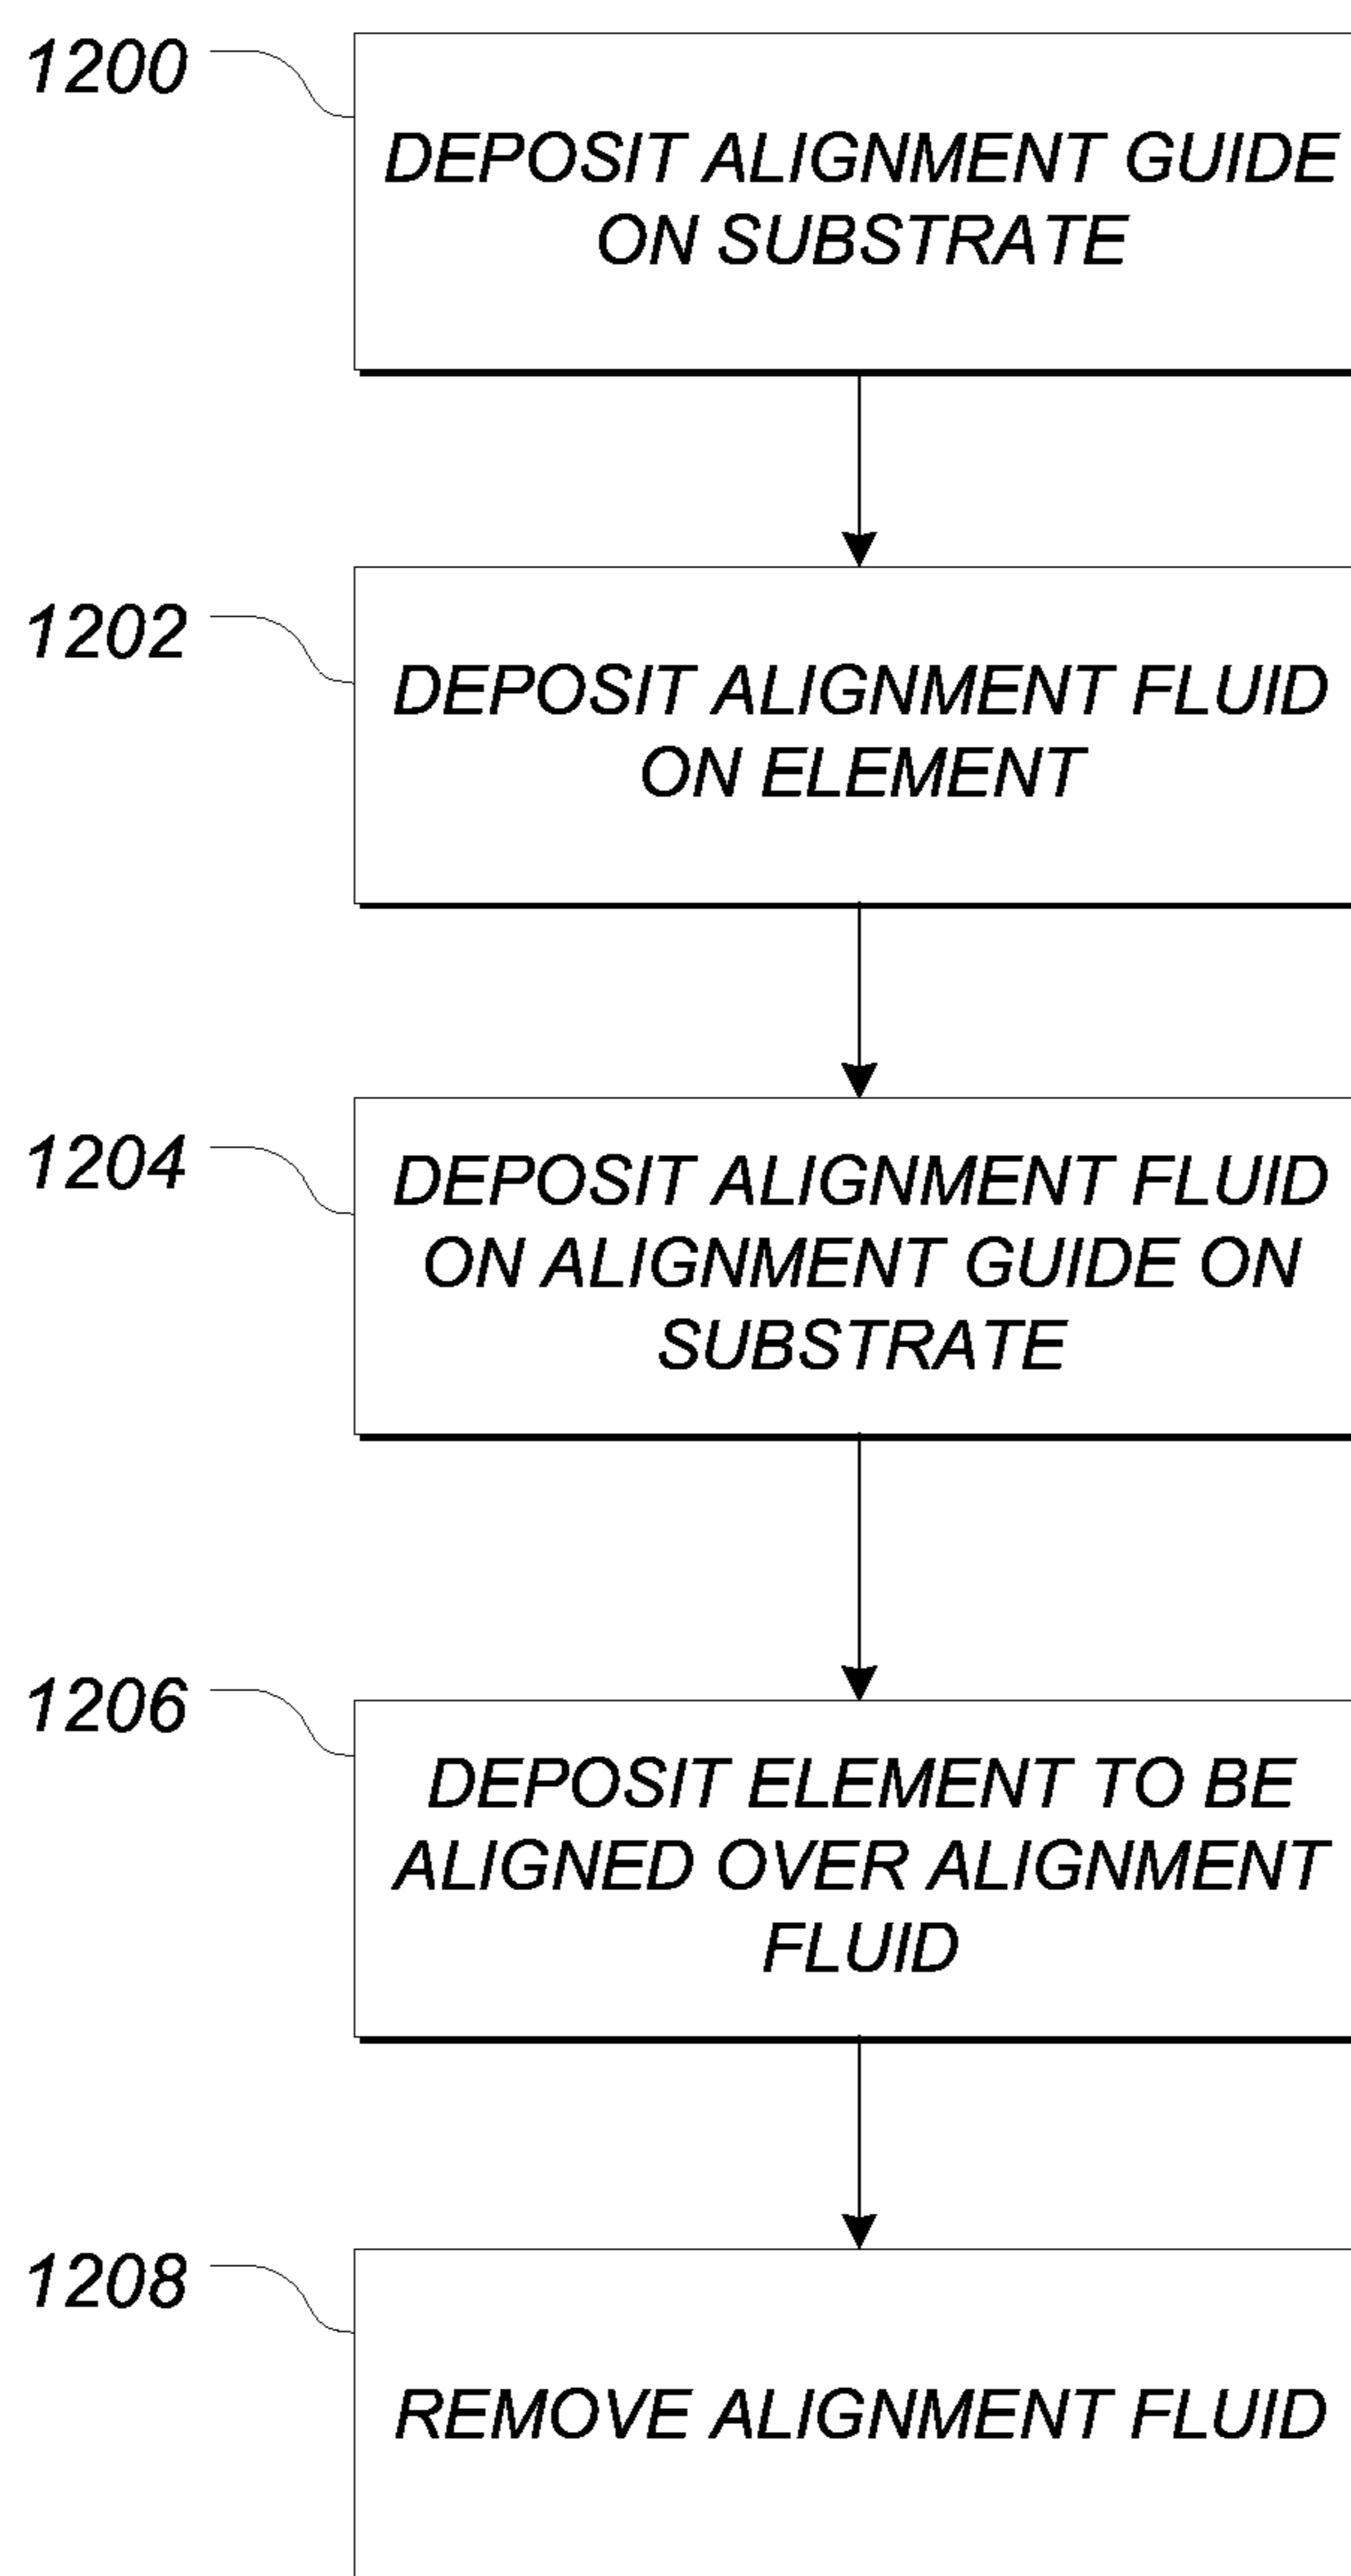 1200
DEPOSIT ALIGNMENT GUIDE
ON SUBSTRATE
1202
DEPOSIT ALIGNMENT FLUID
ON ELEMENT
1204
DEPOSIT ALIGNMENT FLUID
ON ALIGNMENT GUIDE ON
SUBSTRATE
1206
DEPOSIT ELEMENT TO BE
ALIGNED OVER ALIGNMENT
FLUID
1208
REMOVE ALIGNMENT FLUID